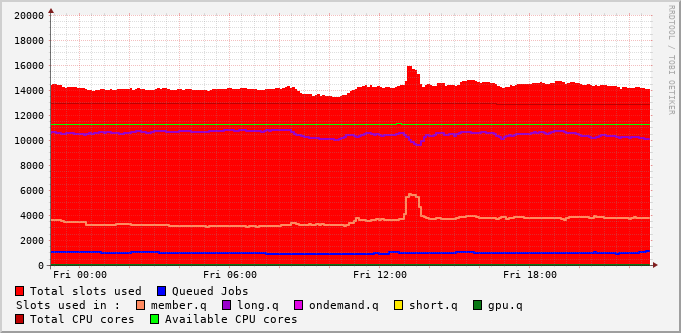 20000
18000
16000
14000
12000
10000
8000
6000
4000
2000
0
Fri 00:00 Fri 06:00 Fri 12:00 Fri 18:00
RRDTOOL / TOBI OETIKER
Total slots used Queued Jobs
Slots used in : member.q long.q ondemand.q short.q gpu.q
Total CPU cores Available CPU cores